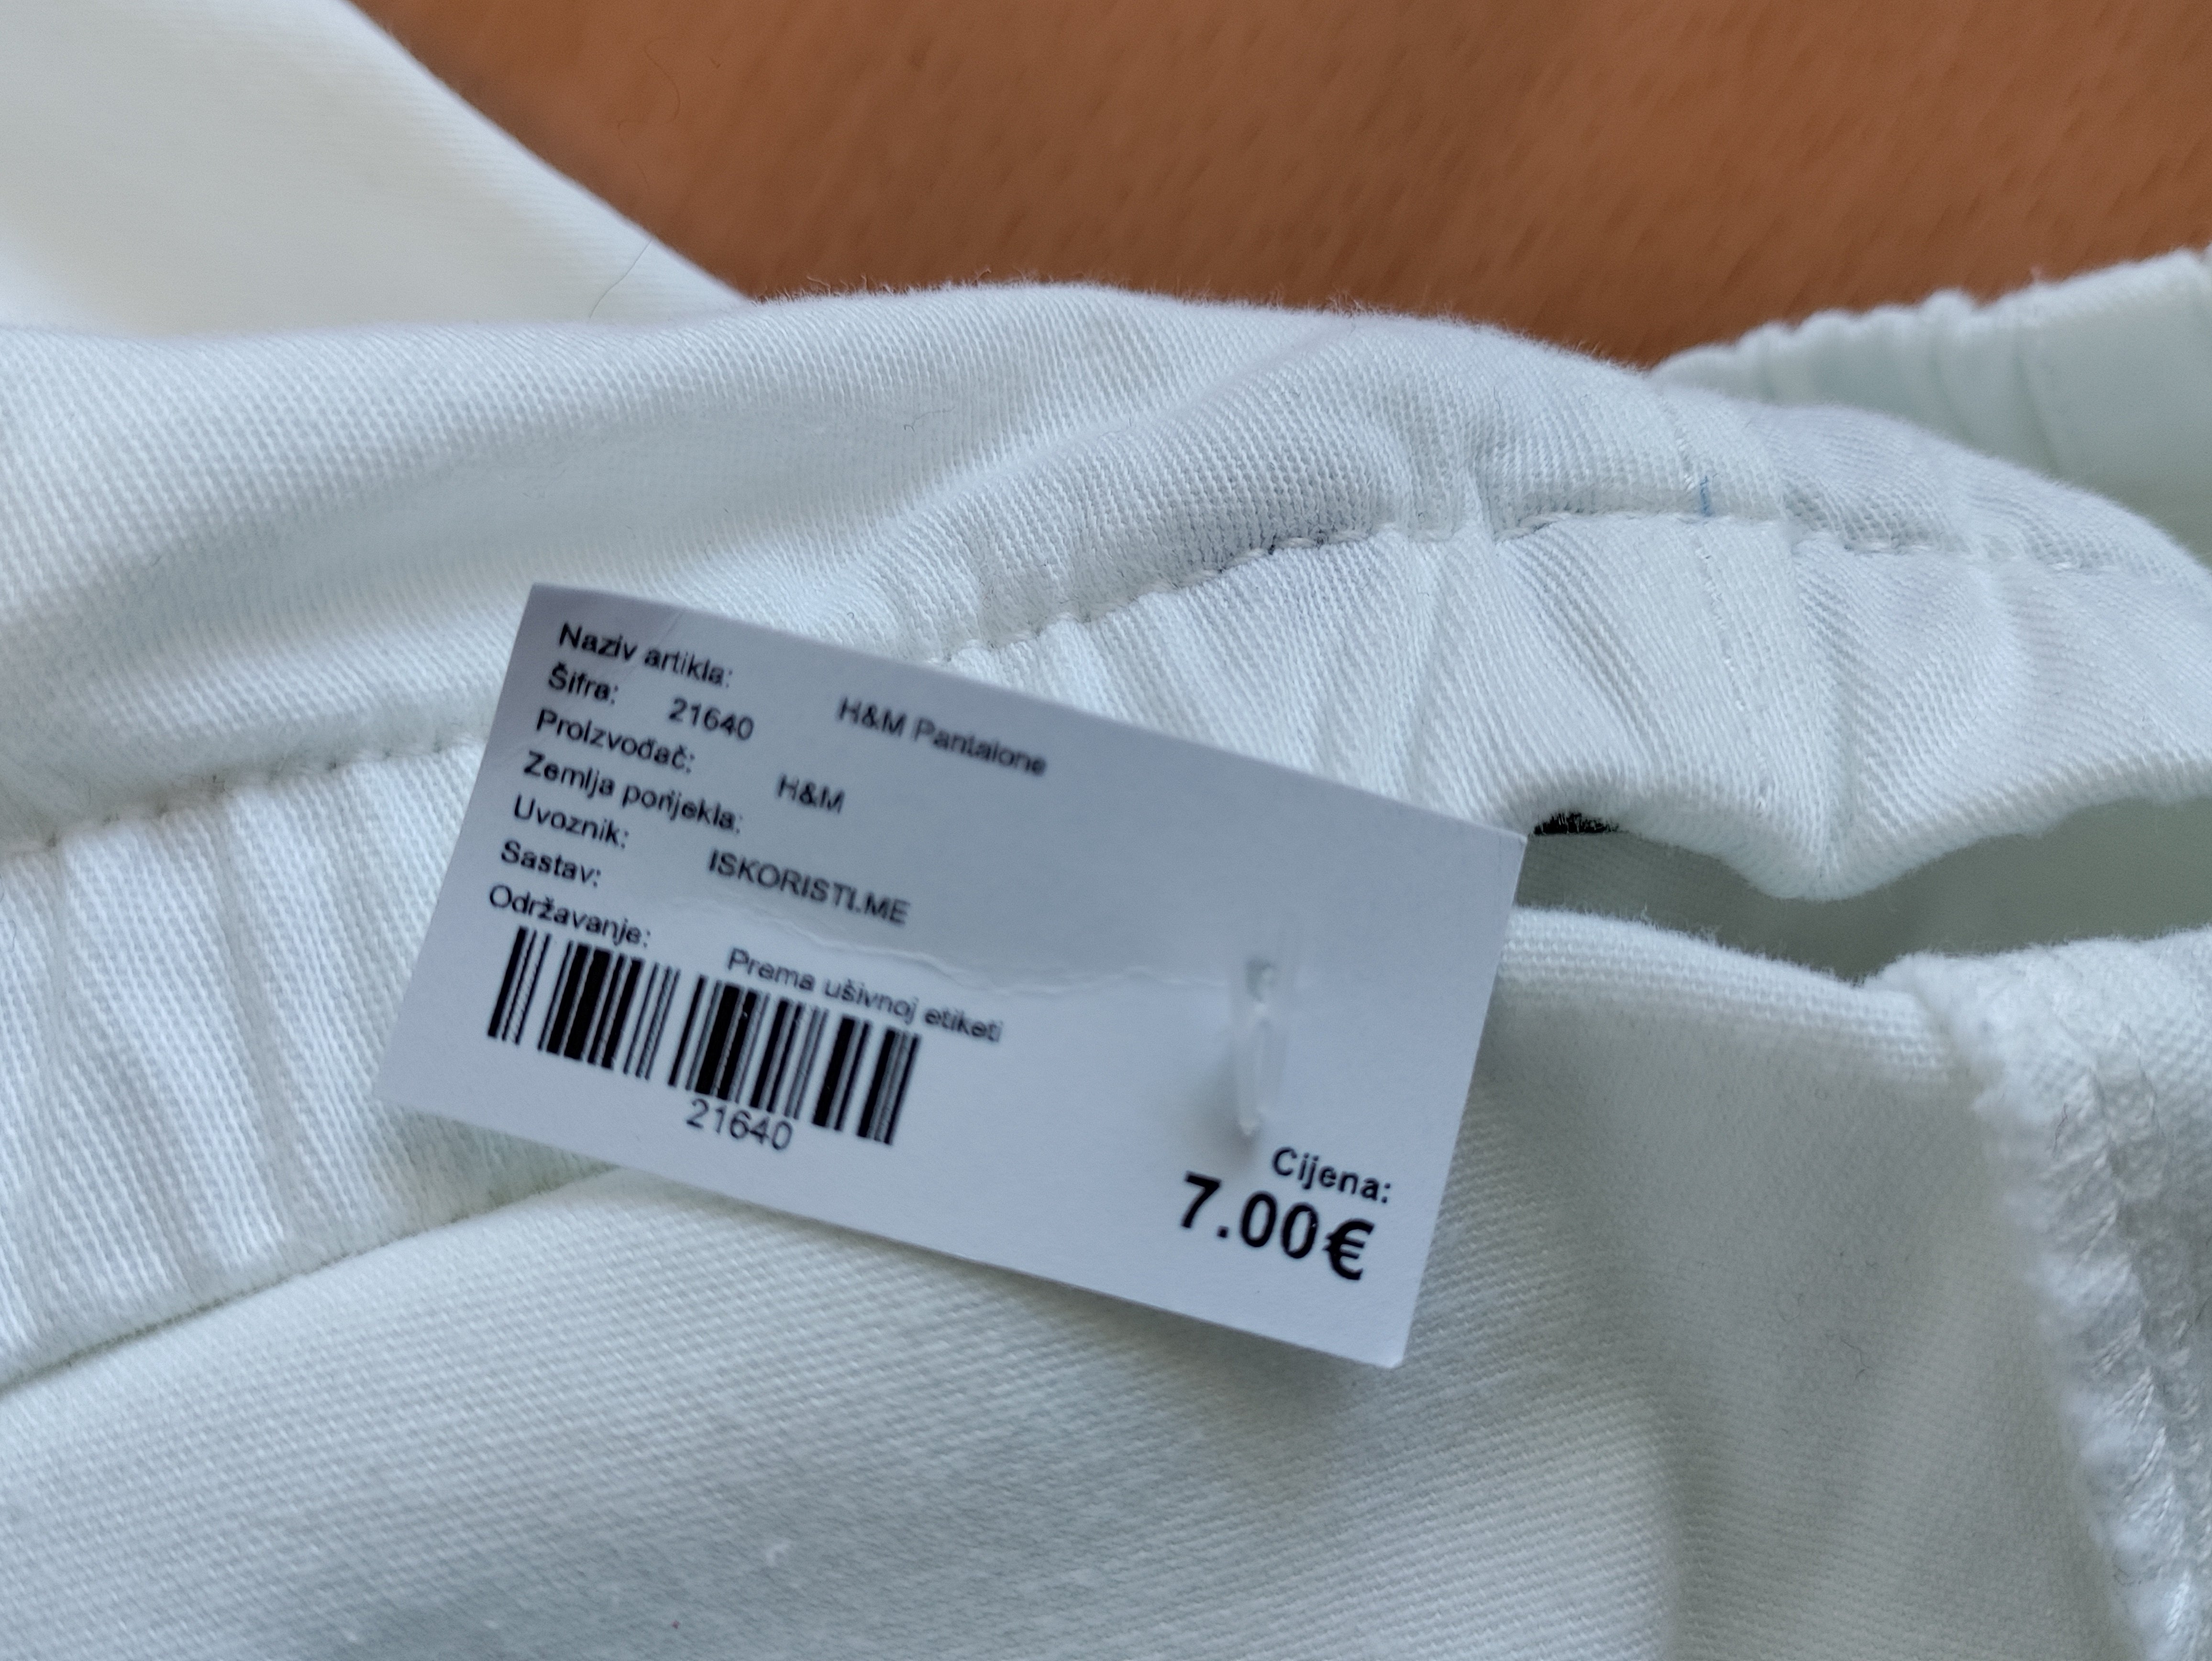 Naziv artikla: H&M Pantalone
Šifra: 21640
Proizvođač: H&M
Zemlja porijekla:
Uvoznik: ISKORISTI.ME
Sastav:
Održavanje: Prema ušivnoj etiketi
21640
Cijena:
7.00€